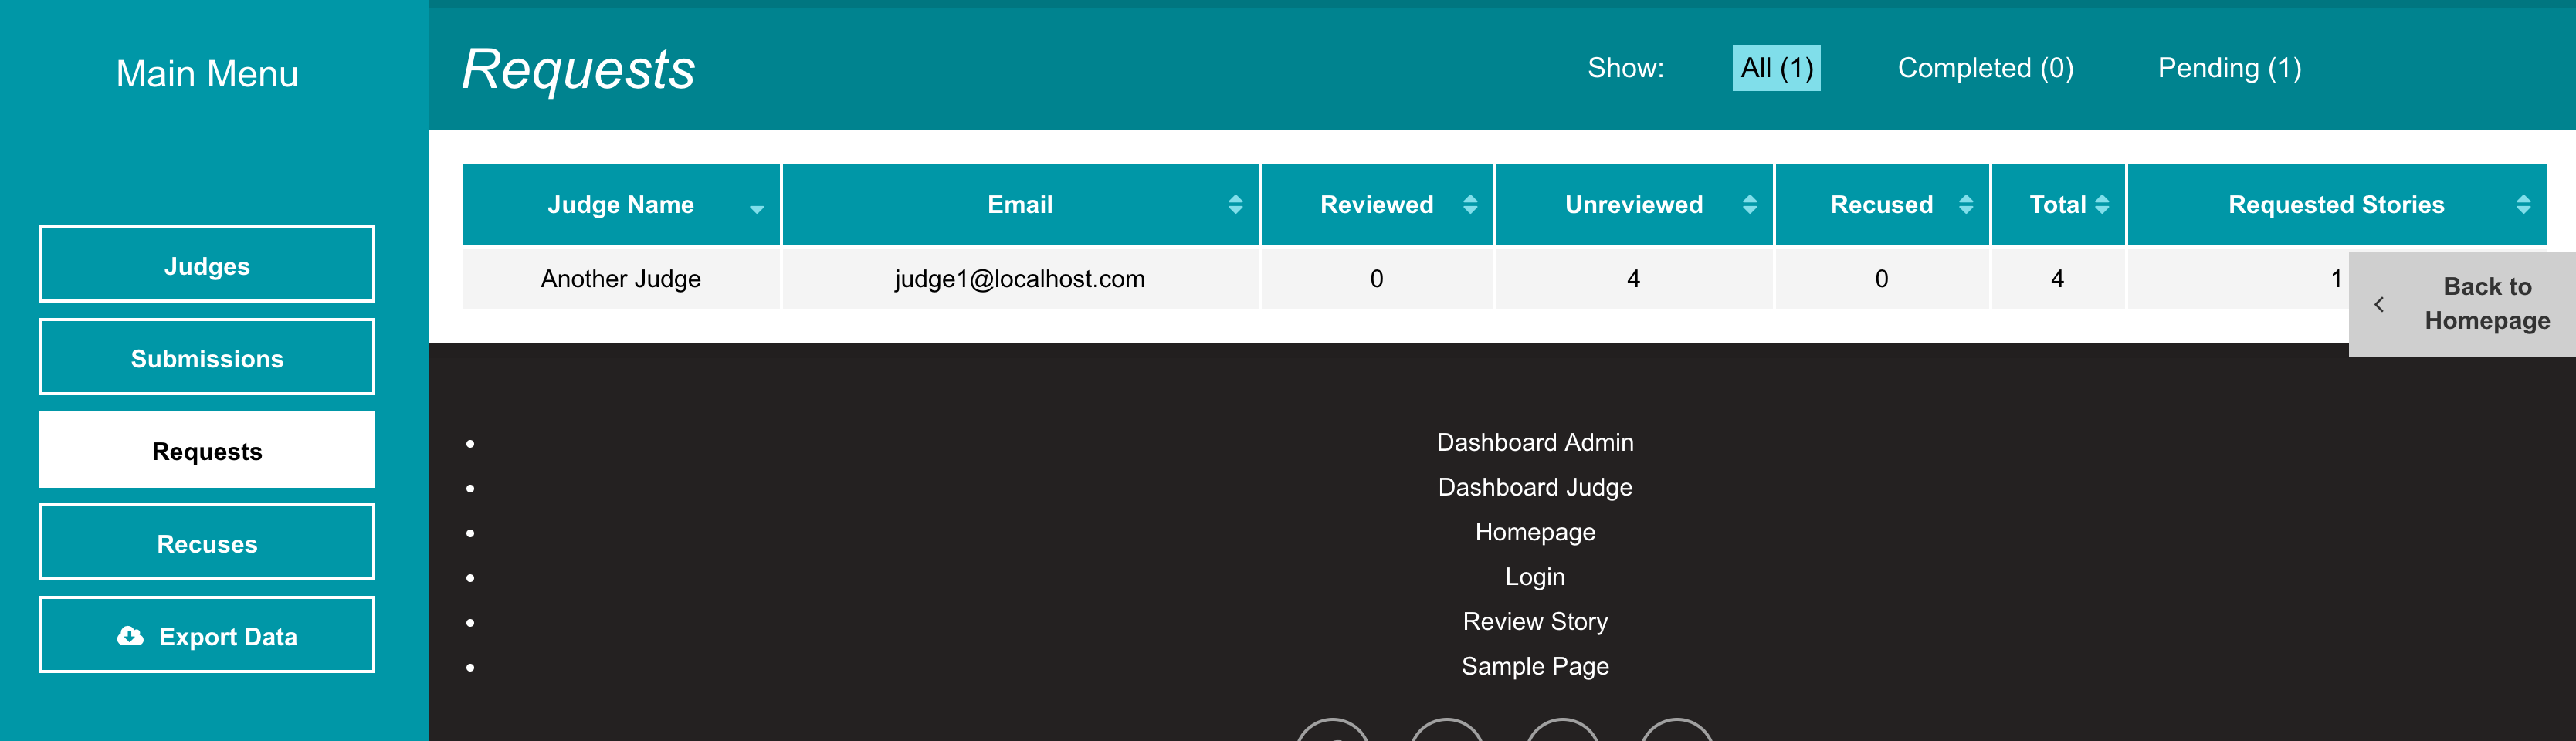 Main Menu
Judges
Submissions
Requests
Recuses
Export Data
Requests
Show: All (1) Completed (0) Pending (1)
Judge Name Email Reviewed Unreviewed Recused Total Requested Stories
Another Judge judge1@localhost.com 0 4 0 4 1
Back to
Homepage
Dashboard Admin
Dashboard Judge
Homepage
Login
Review Story
Sample Page